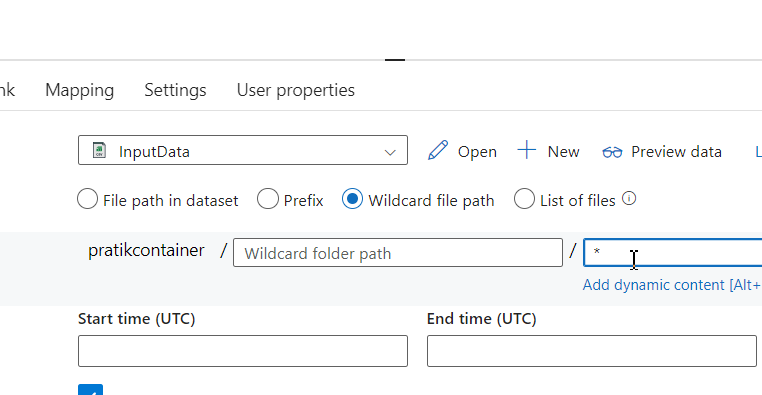 nk Mapping Settings User properties
InputData Open New Preview data L
File path in dataset Prefix Wildcard file path List of files
pratikcontainer / Wildcard folder path / *
Add dynamic content [Alt+
Start time (UTC) End time (UTC)